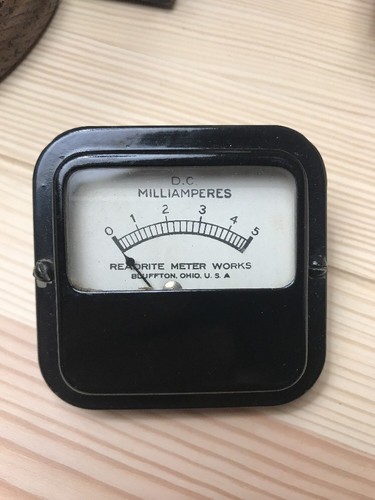 D.C.
MILLIAMPERES
0 1 2 3 4 5
READRITE METER WORKS
BLUFFTON, OHIO, U. S. A